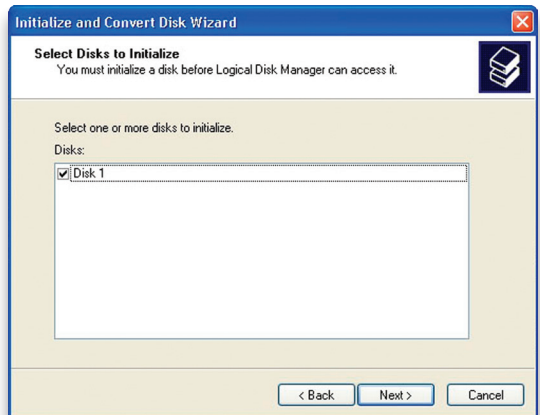 Initialize and Convert Disk Wizard
Select Disks to Initialize
You must initialize a disk before Logical Disk Manager can access it.
Select one or more disks to initialize.
Disks:
Disk 1
< Back
Next >
Cancel